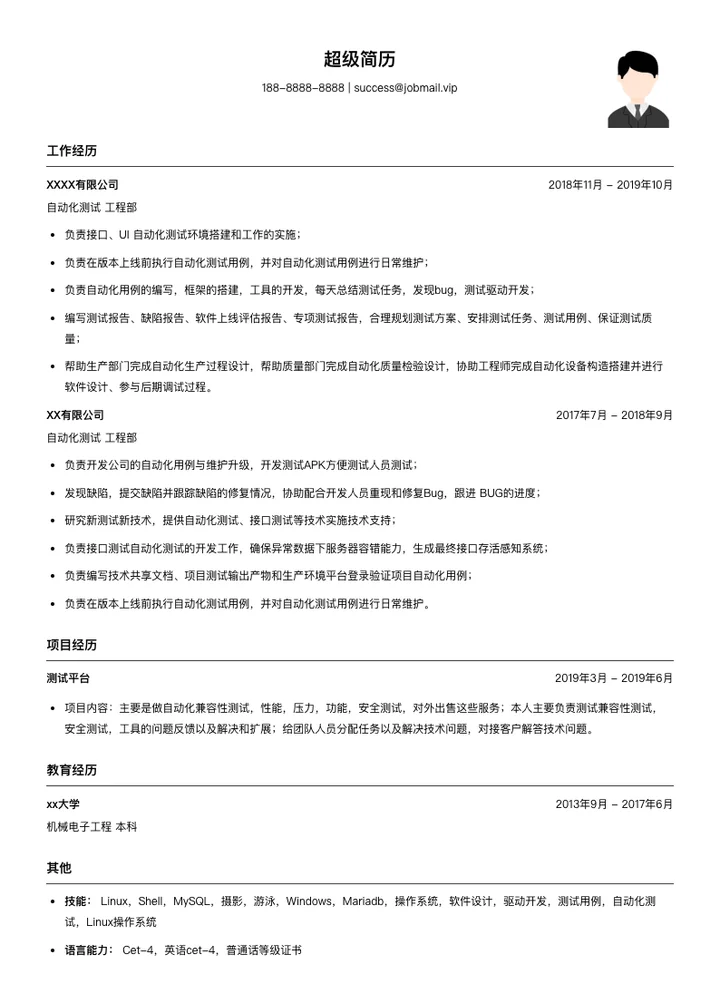 超级简历
188-8888-8888 | success@jobmail.vip
工作经历
XXXX有限公司 2018年11月 - 2019年10月
自动化测试 工程部
• 负责接口、UI 自动化测试环境搭建和工作的实施；
• 负责在版本上线前执行自动化测试用例，并对自动化测试用例进行日常维护；
• 负责自动化用例的编写，框架的搭建，工具的开发，每天总结测试任务，发现bug，测试驱动开发；
• 编写测试报告、缺陷报告、软件上线评估报告、专项测试报告，合理规划测试方案、安排测试任务、测试用例、保证测试质
量；
• 帮助生产部门完成自动化生产过程设计，帮助质量部门完成自动化质量检验设计，协助工程师完成自动化设备构造搭建并进行
软件设计、参与后期调试过程。
XX有限公司 2017年7月 - 2018年9月
自动化测试 工程部
• 负责开发公司的自动化用例与维护升级，开发测试APK方便测试人员测试；
• 发现缺陷，提交缺陷并跟踪缺陷的修复情况，协助配合开发人员重现和修复Bug，跟进 BUG的进度；
• 研究新测试新技术，提供自动化测试、接口测试等技术实施技术支持；
• 负责接口测试自动化测试的开发工作，确保异常数据下服务器容错能力，生成最终接口存活感知系统；
• 负责编写技术共享文档、项目测试输出产物和生产环境平台登录验证项目自动化用例；
• 负责在版本上线前执行自动化测试用例，并对自动化测试用例进行日常维护。
项目经历
测试平台 2019年3月 - 2019年6月
• 项目内容：主要是做自动化兼容性测试，性能，压力，功能，安全测试，对外出售这些服务；本人主要负责测试兼容性测试，
安全测试，工具的问题反馈以及解决和扩展；给团队人员分配任务以及解决技术问题，对接客户解答技术问题。
教育经历
xx大学 2013年9月 - 2017年6月
机械电子工程 本科
其他
• 技能： Linux，Shell，MySQL，摄影，游泳，Windows，Mariadb，操作系统，软件设计，驱动开发，测试用例，自动化测
试，Linux操作系统
• 语言能力： Cet-4，英语cet-4，普通话等级证书